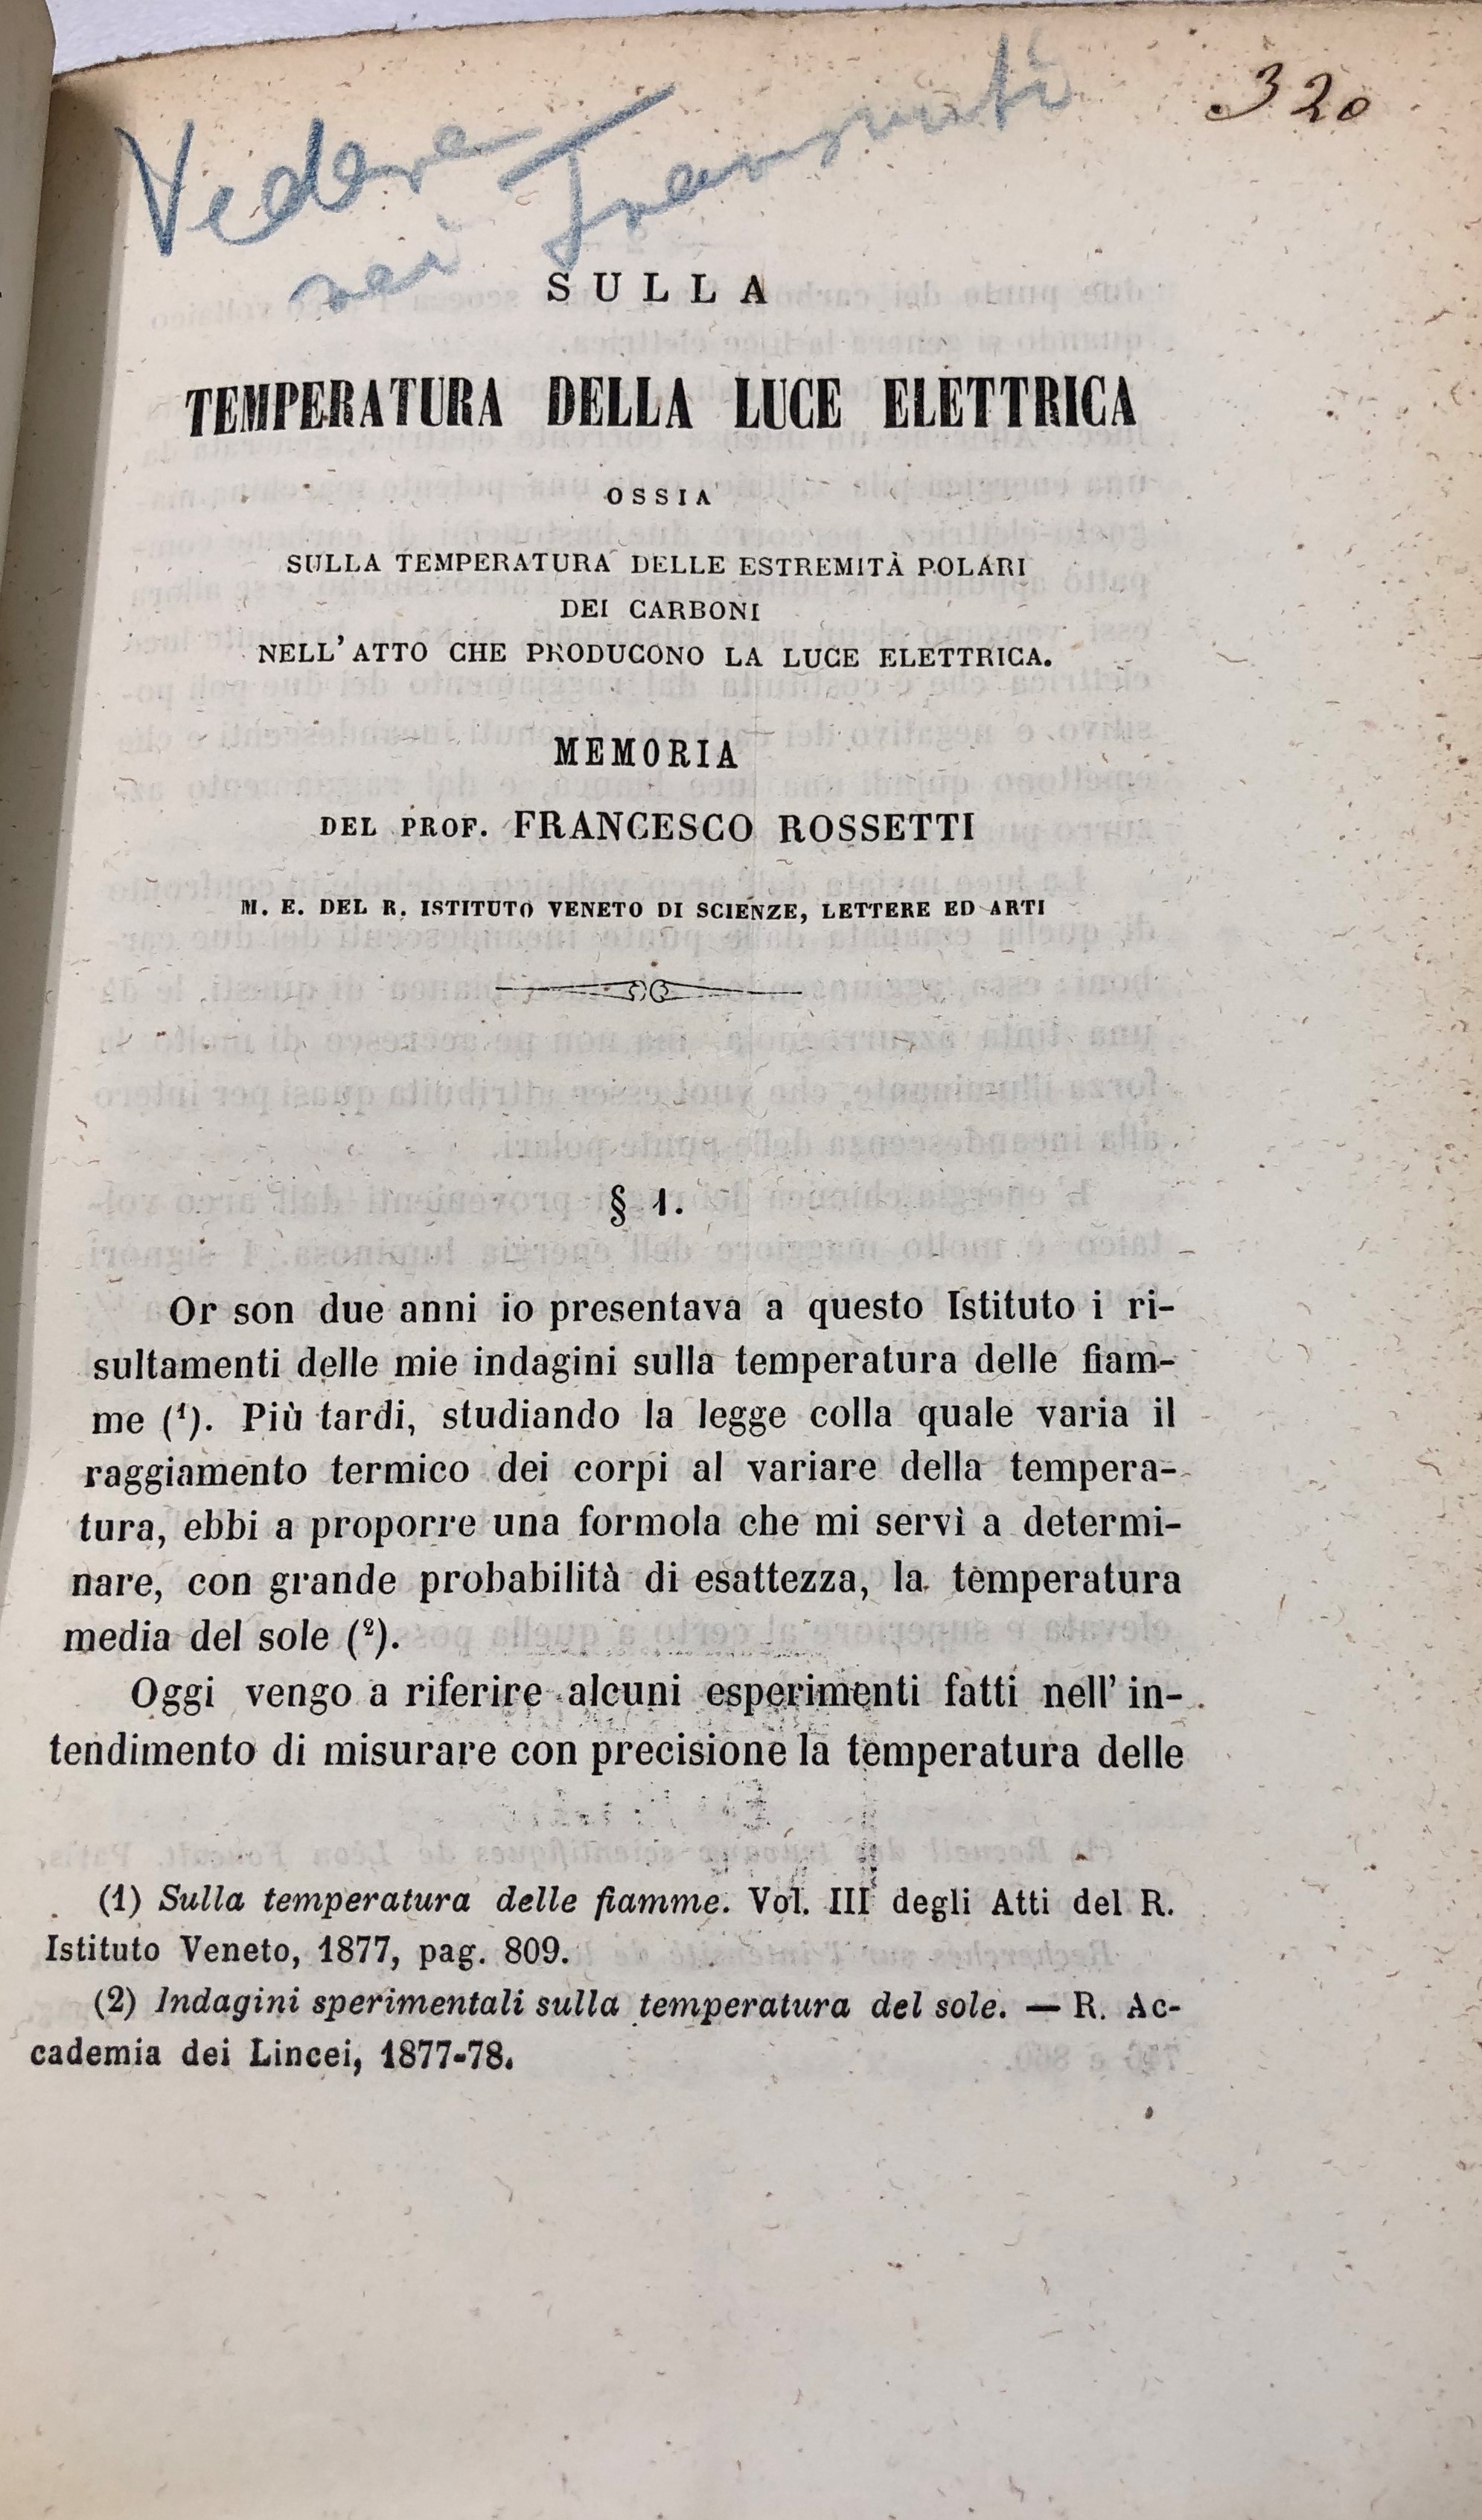 320
Vedere
nei Transunti
SULLA
TEMPERATURA DELLA LUCE ELETTRICA
OSSIA
SULLA TEMPERATURA DELLE ESTREMITÀ POLARI
DEI CARBONI
NELL' ATTO CHE PRODUCONO LA LUCE ELETTRICA.
MEMORIA
DEL PROF. FRANCESCO ROSSETTI
M. E. DEL R. ISTITUTO VENETO DI SCIENZE, LETTERE ED ARTI
§ 1.
Or son due anni io presentava a questo Istituto i ri-
sultamenti delle mie indagini sulla temperatura delle fiam-
me (¹). Più tardi, studiando la legge colla quale varia il
raggiamento termico dei corpi al variare della tempera-
tura, ebbi a proporre una formola che mi servì a determi-
nare, con grande probabilità di esattezza, la temperatura
media del sole (²).
Oggi vengo a riferire alcuni esperimenti fatti nell' in-
tendimento di misurare con precisione la temperatura delle
(1) Sulla temperatura delle fiamme. Vol. III degli Atti del R.
Istituto Veneto, 1877, pag. 809.
(2) Indagini sperimentali sulla temperatura del sole. — R. Ac-
cademia dei Lincei, 1877-78.